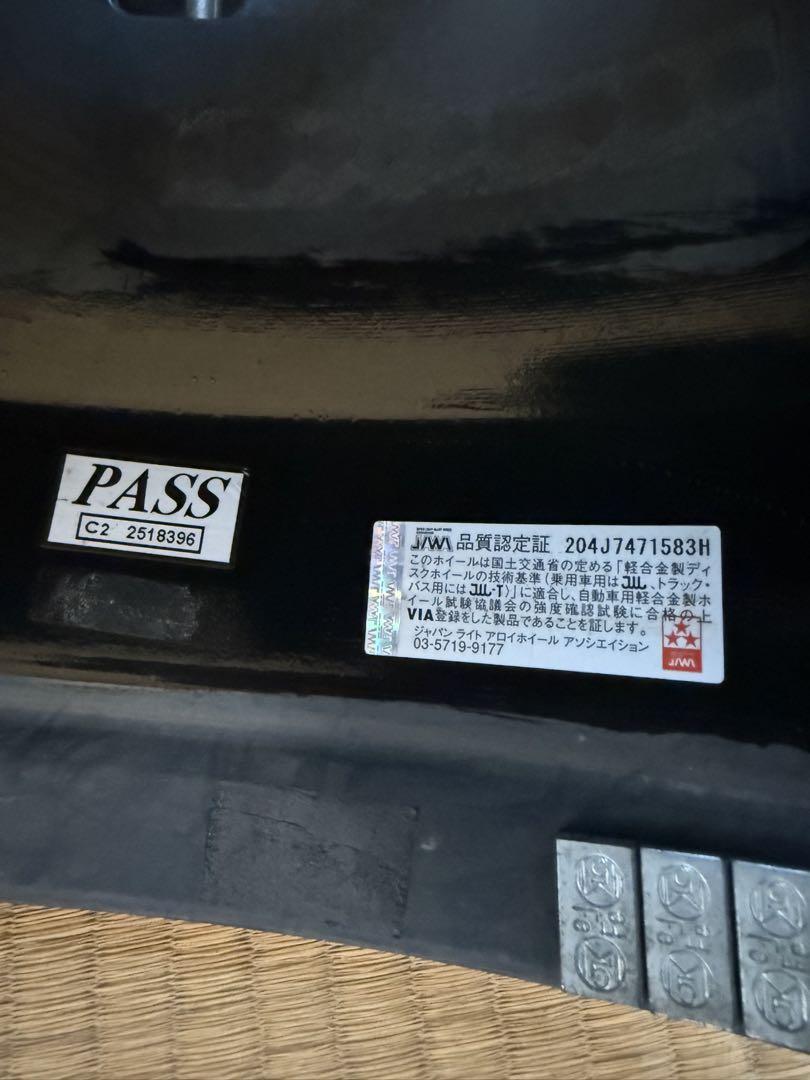 PASS
C2 2518396
JAWA 品質認定証 204J7471583H
このホイールは国土交通省の定める「軽合金製ディ
スクホイールの技術基準(乗用車用はJWL、トラック・
バス用にはJWL-T)」に適合し、自動車用軽合金製ホ
イール試験協議会の強度確認試験に合格の上
VIA登録をした製品であることを証します。
ジャパン ライト アロイホイール アソシエイション
03-5719-9177
JAWA